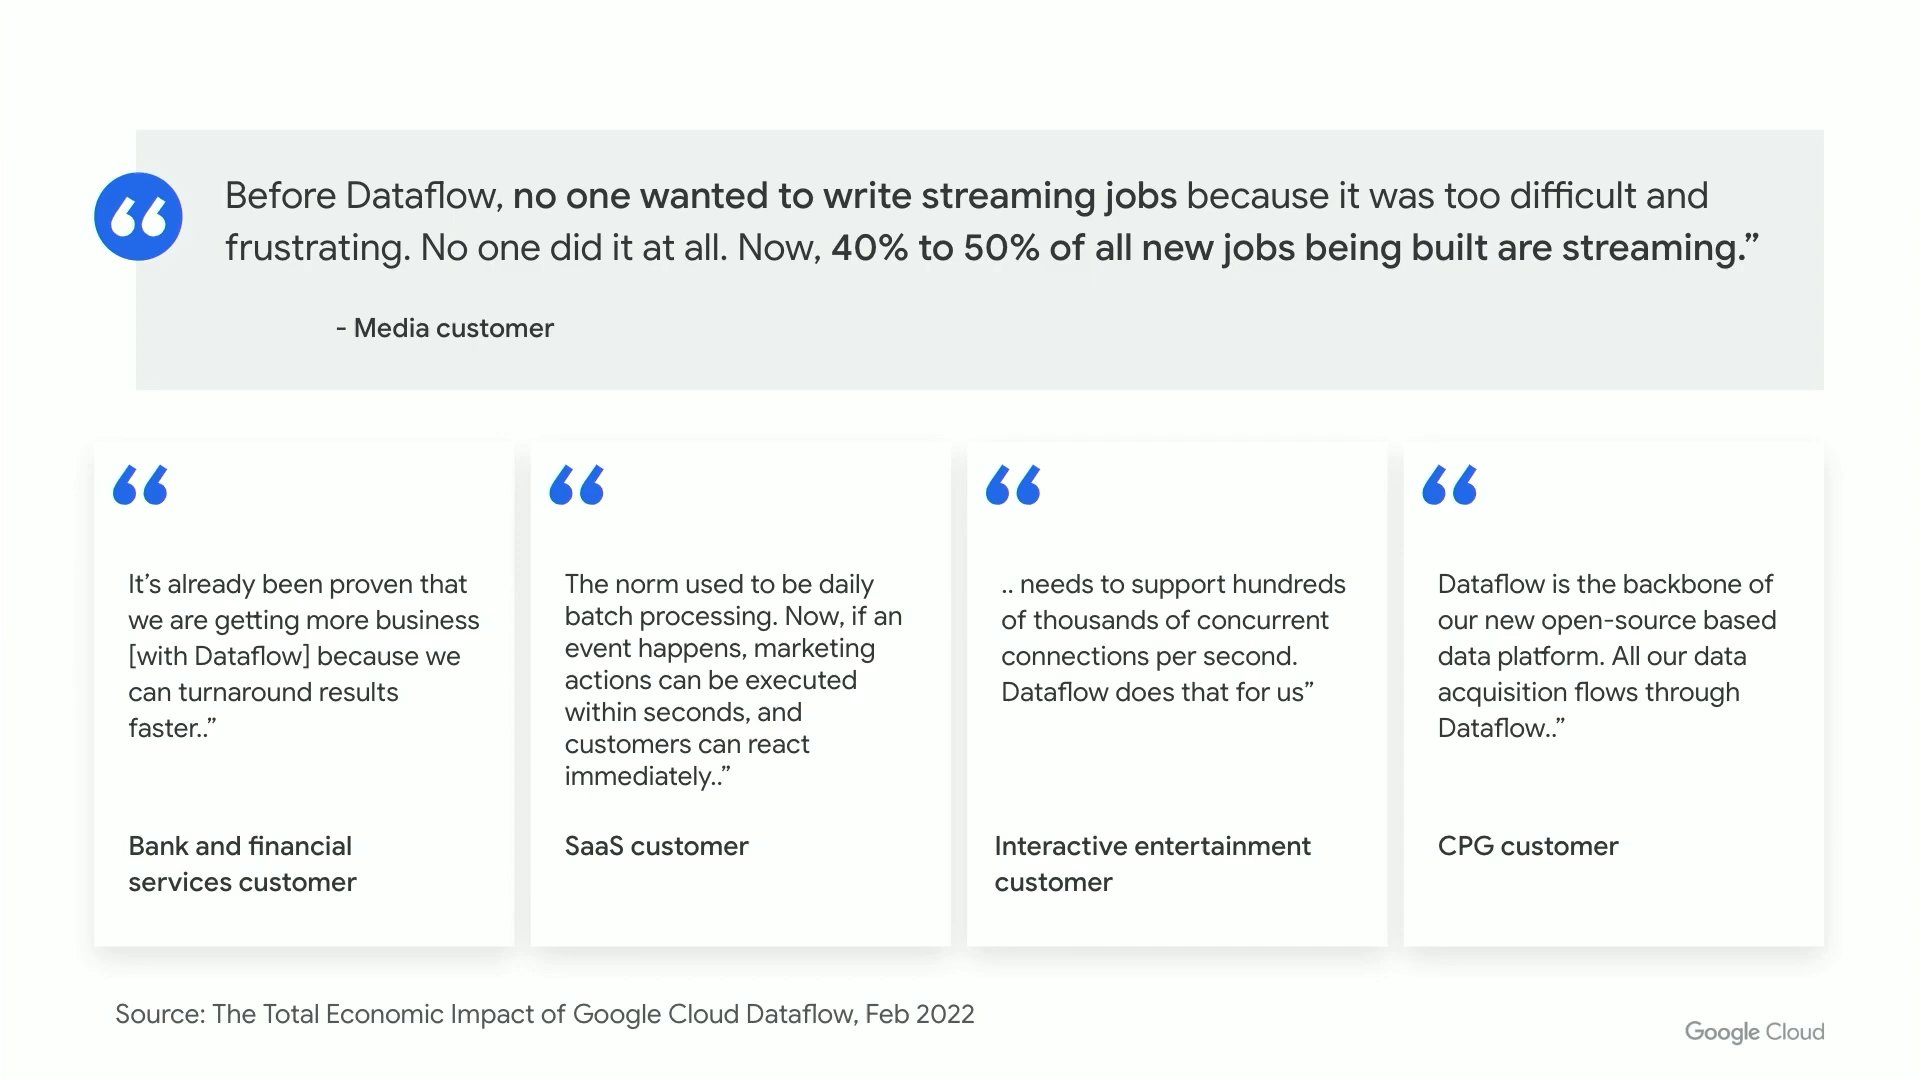 Before Dataflow, no one wanted to write streaming jobs because it was too difficult and
frustrating. No one did it at all. Now, 40% to 50% of all new jobs being built are streaming.”
- Media customer
It’s already been proven that
we are getting more business
[with Dataflow] because we
can turnaround results
faster..”
Bank and financial
services customer
The norm used to be daily
batch processing. Now, if an
event happens, marketing
actions can be executed
within seconds, and
customers can react
immediately..”
SaaS customer
.. needs to support hundreds
of thousands of concurrent
connections per second.
Dataflow does that for us”
Interactive entertainment
customer
Dataflow is the backbone of
our new open-source based
data platform. All our data
acquisition flows through
Dataflow..”
CPG customer
Source: The Total Economic Impact of Google Cloud Dataflow, Feb 2022
Google Cloud